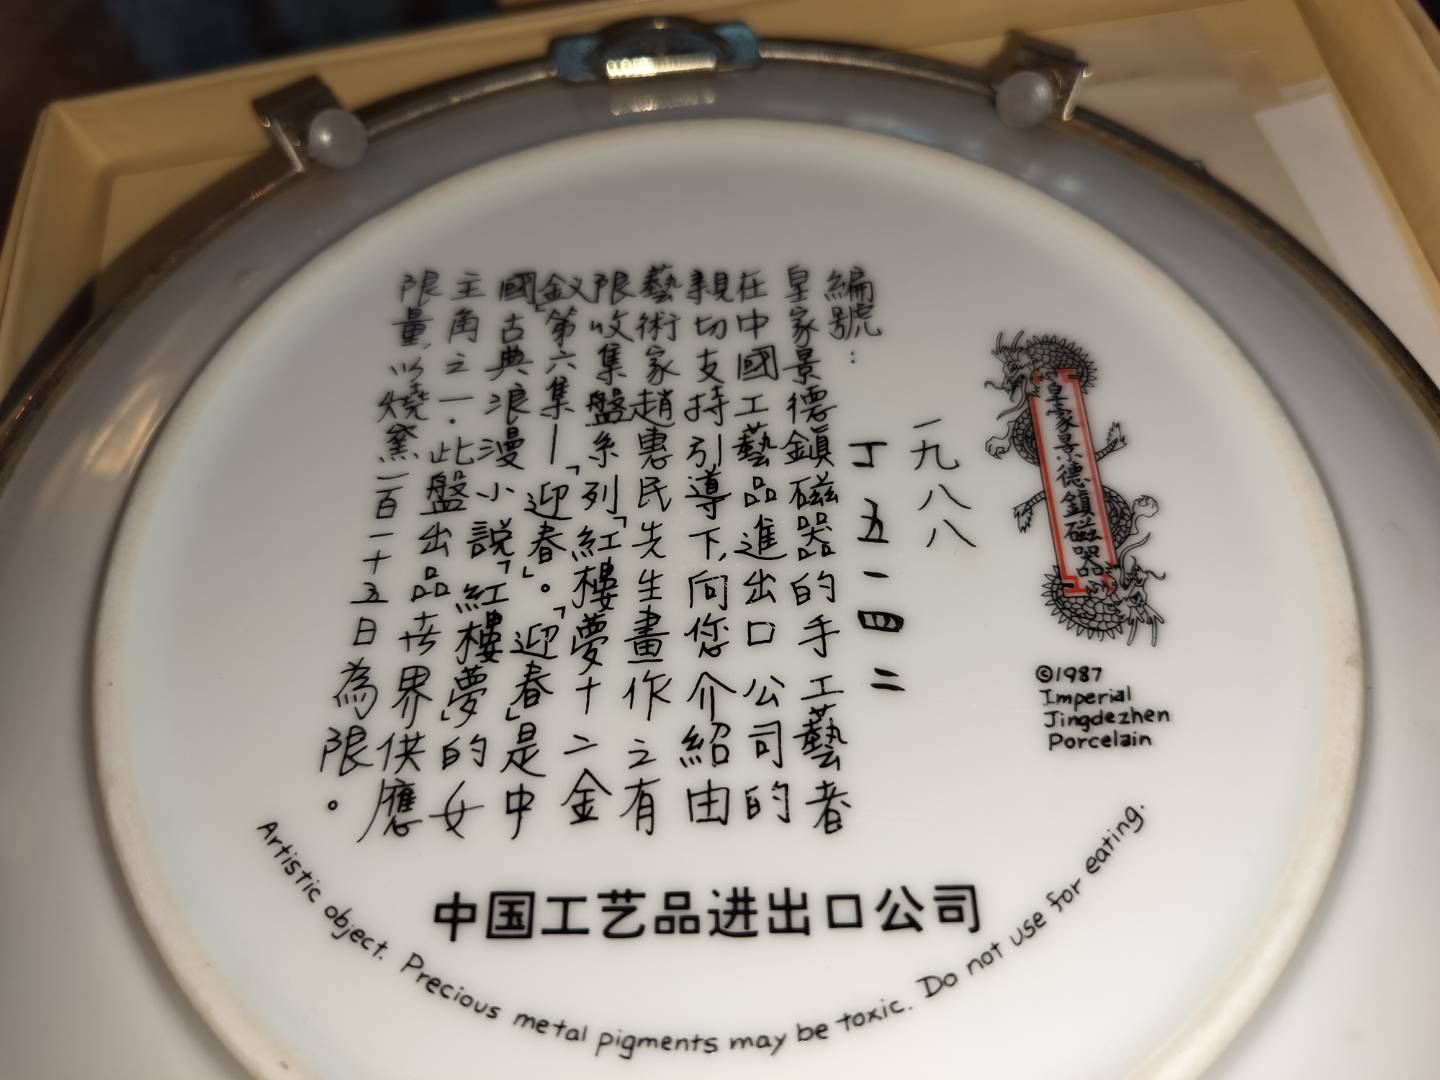 皇家景德鎮磁器
©1987
Imperial
Jingdezhen
Porcelain
一九八八
編號:丁五一四二
皇家景德鎮磁器的手工藝者
在中國工藝品進出口公司的
親切支持引導下,向您介紹由
藝術家趙惠民先生畫作之有
限收集盤系列「紅樓夢十二金
釵」第六集—「迎春」。「迎春」是中
國古典浪漫小說「紅樓夢」的女
主角之一.此盤出品世界供應
限量,以燒窯一百一十五日為限。
中国工艺品进出口公司
Artistic object. Precious metal pigments may be toxic. Do not use for eating.